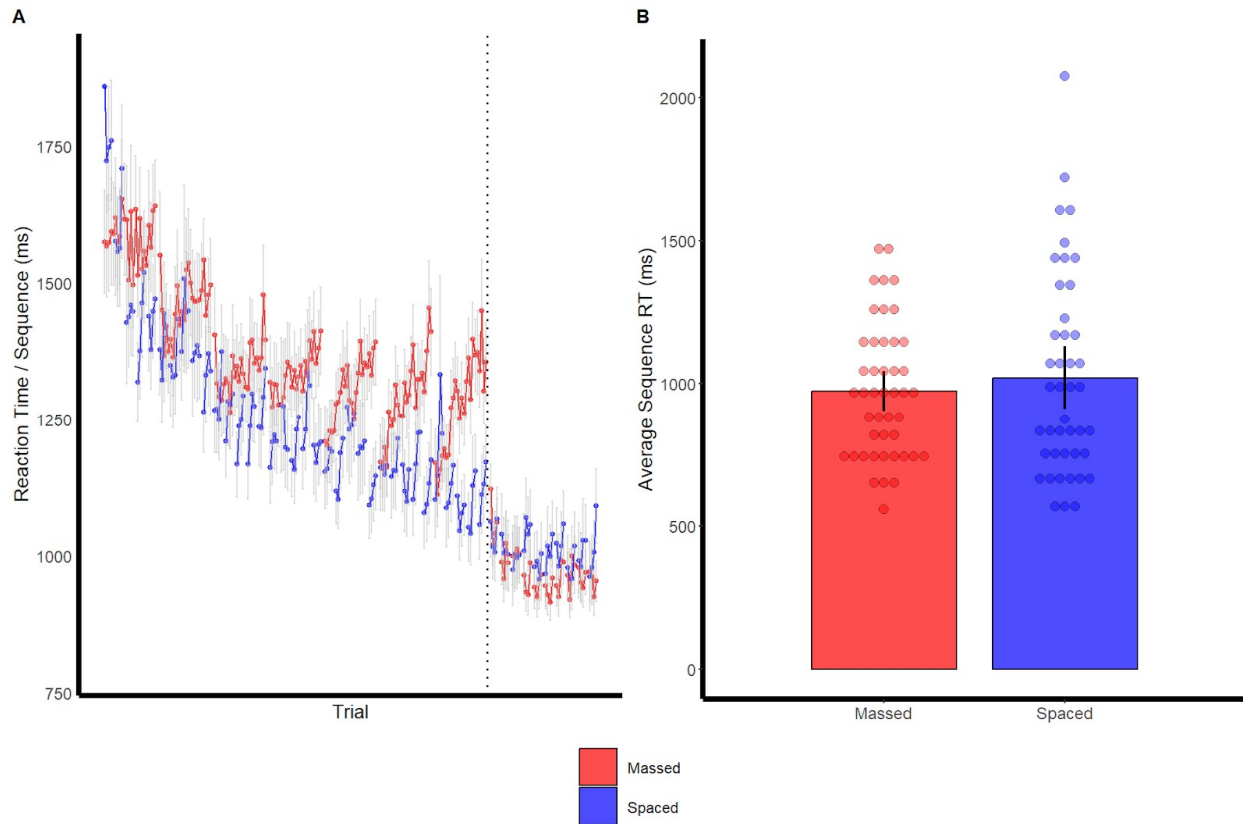 A
Reaction Time / Sequence (ms)
1750
1500
1250
1000
750
Trial
B
Average Sequence RT (ms)
2000
1500
1000
500
0
Massed
Spaced
Massed
Spaced